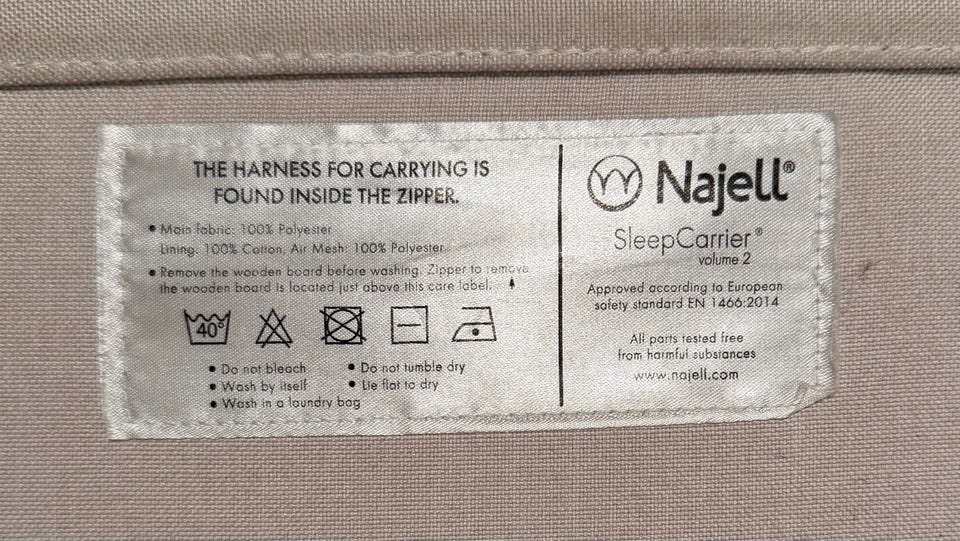 THE HARNESS FOR CARRYING IS
FOUND INSIDE THE ZIPPER.
• Main fabric: 100% Polyester
Lining: 100% Cotton, Air Mesh: 100% Polyester
• Remove the wooden board before washing. Zipper to remove
the wooden board is located just above this care label.
40°
• Do not bleach
• Wash by itself
• Wash in a laundry bag
• Do not tumble dry
• Lie flat to dry
Najell®
SleepCarrier®
volume 2
Approved according to European
safety standard EN 1466:2014
All parts tested free
from harmful substances
www.najell.com